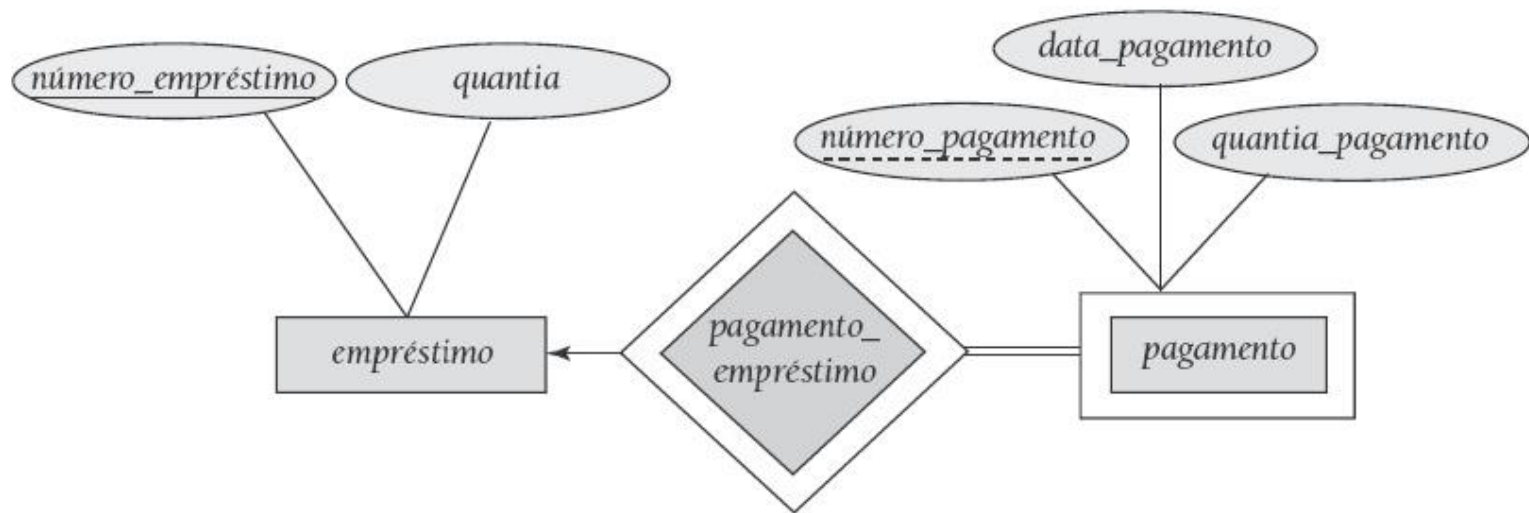 data_pagamento
número_empréstimo
quantia
número_pagamento
quantia_pagamento
empréstimo
pagamento_
empréstimo
pagamento